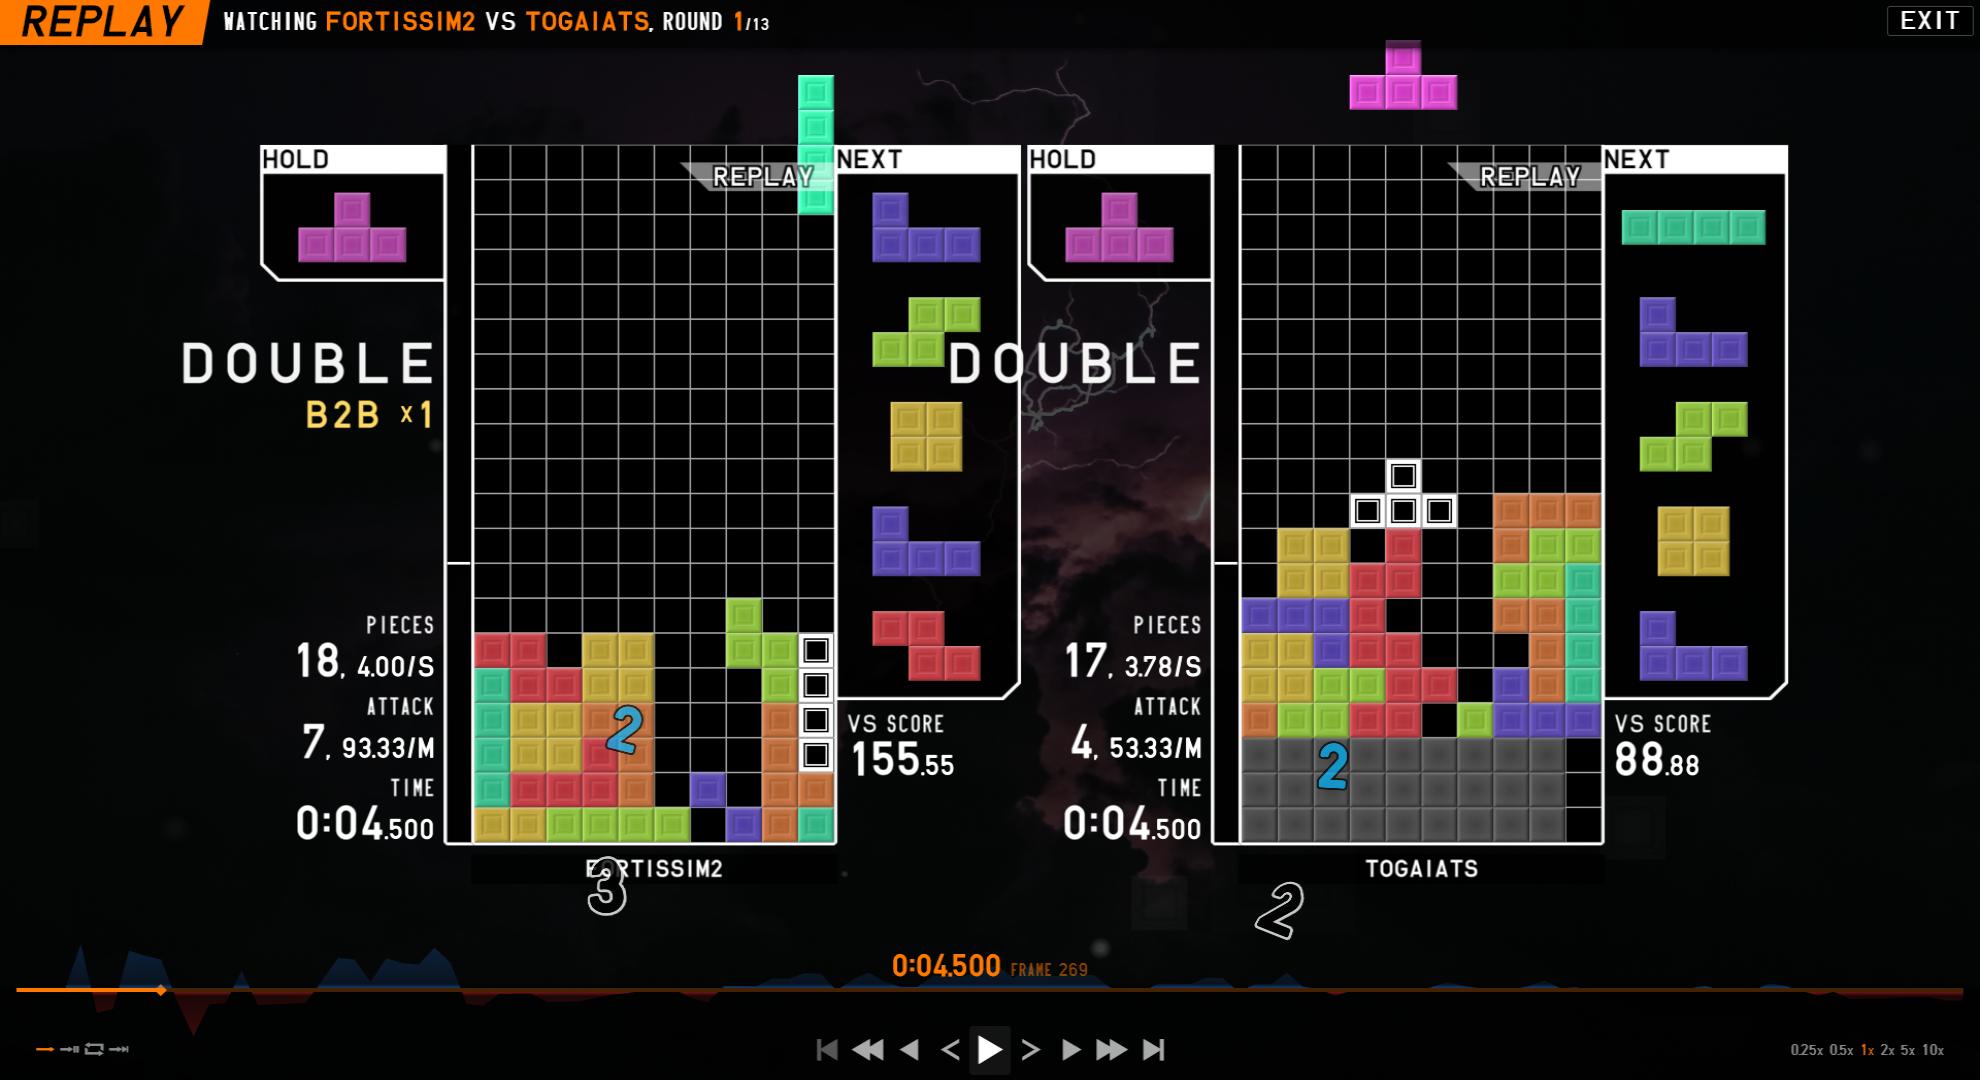 REPLAY
WATCHING FORTISSIM2 VS TOGAIATS, ROUND 1/13
EXIT
HOLD
REPLAY
NEXT
DOUBLE
B2B x1
PIECES
18, 4.00/S
ATTACK
7, 93.33/M
TIME
0:04.500
2
VS SCORE
155.55
FORTISSIM2
3
HOLD
REPLAY
NEXT
DOUBLE
PIECES
17, 3.78/S
ATTACK
4, 53.33/M
TIME
0:04.500
2
VS SCORE
88.88
TOGAIATS
2
0:04.500 FRAME 269
0.25x 0.5x 1x 2x 5x 10x